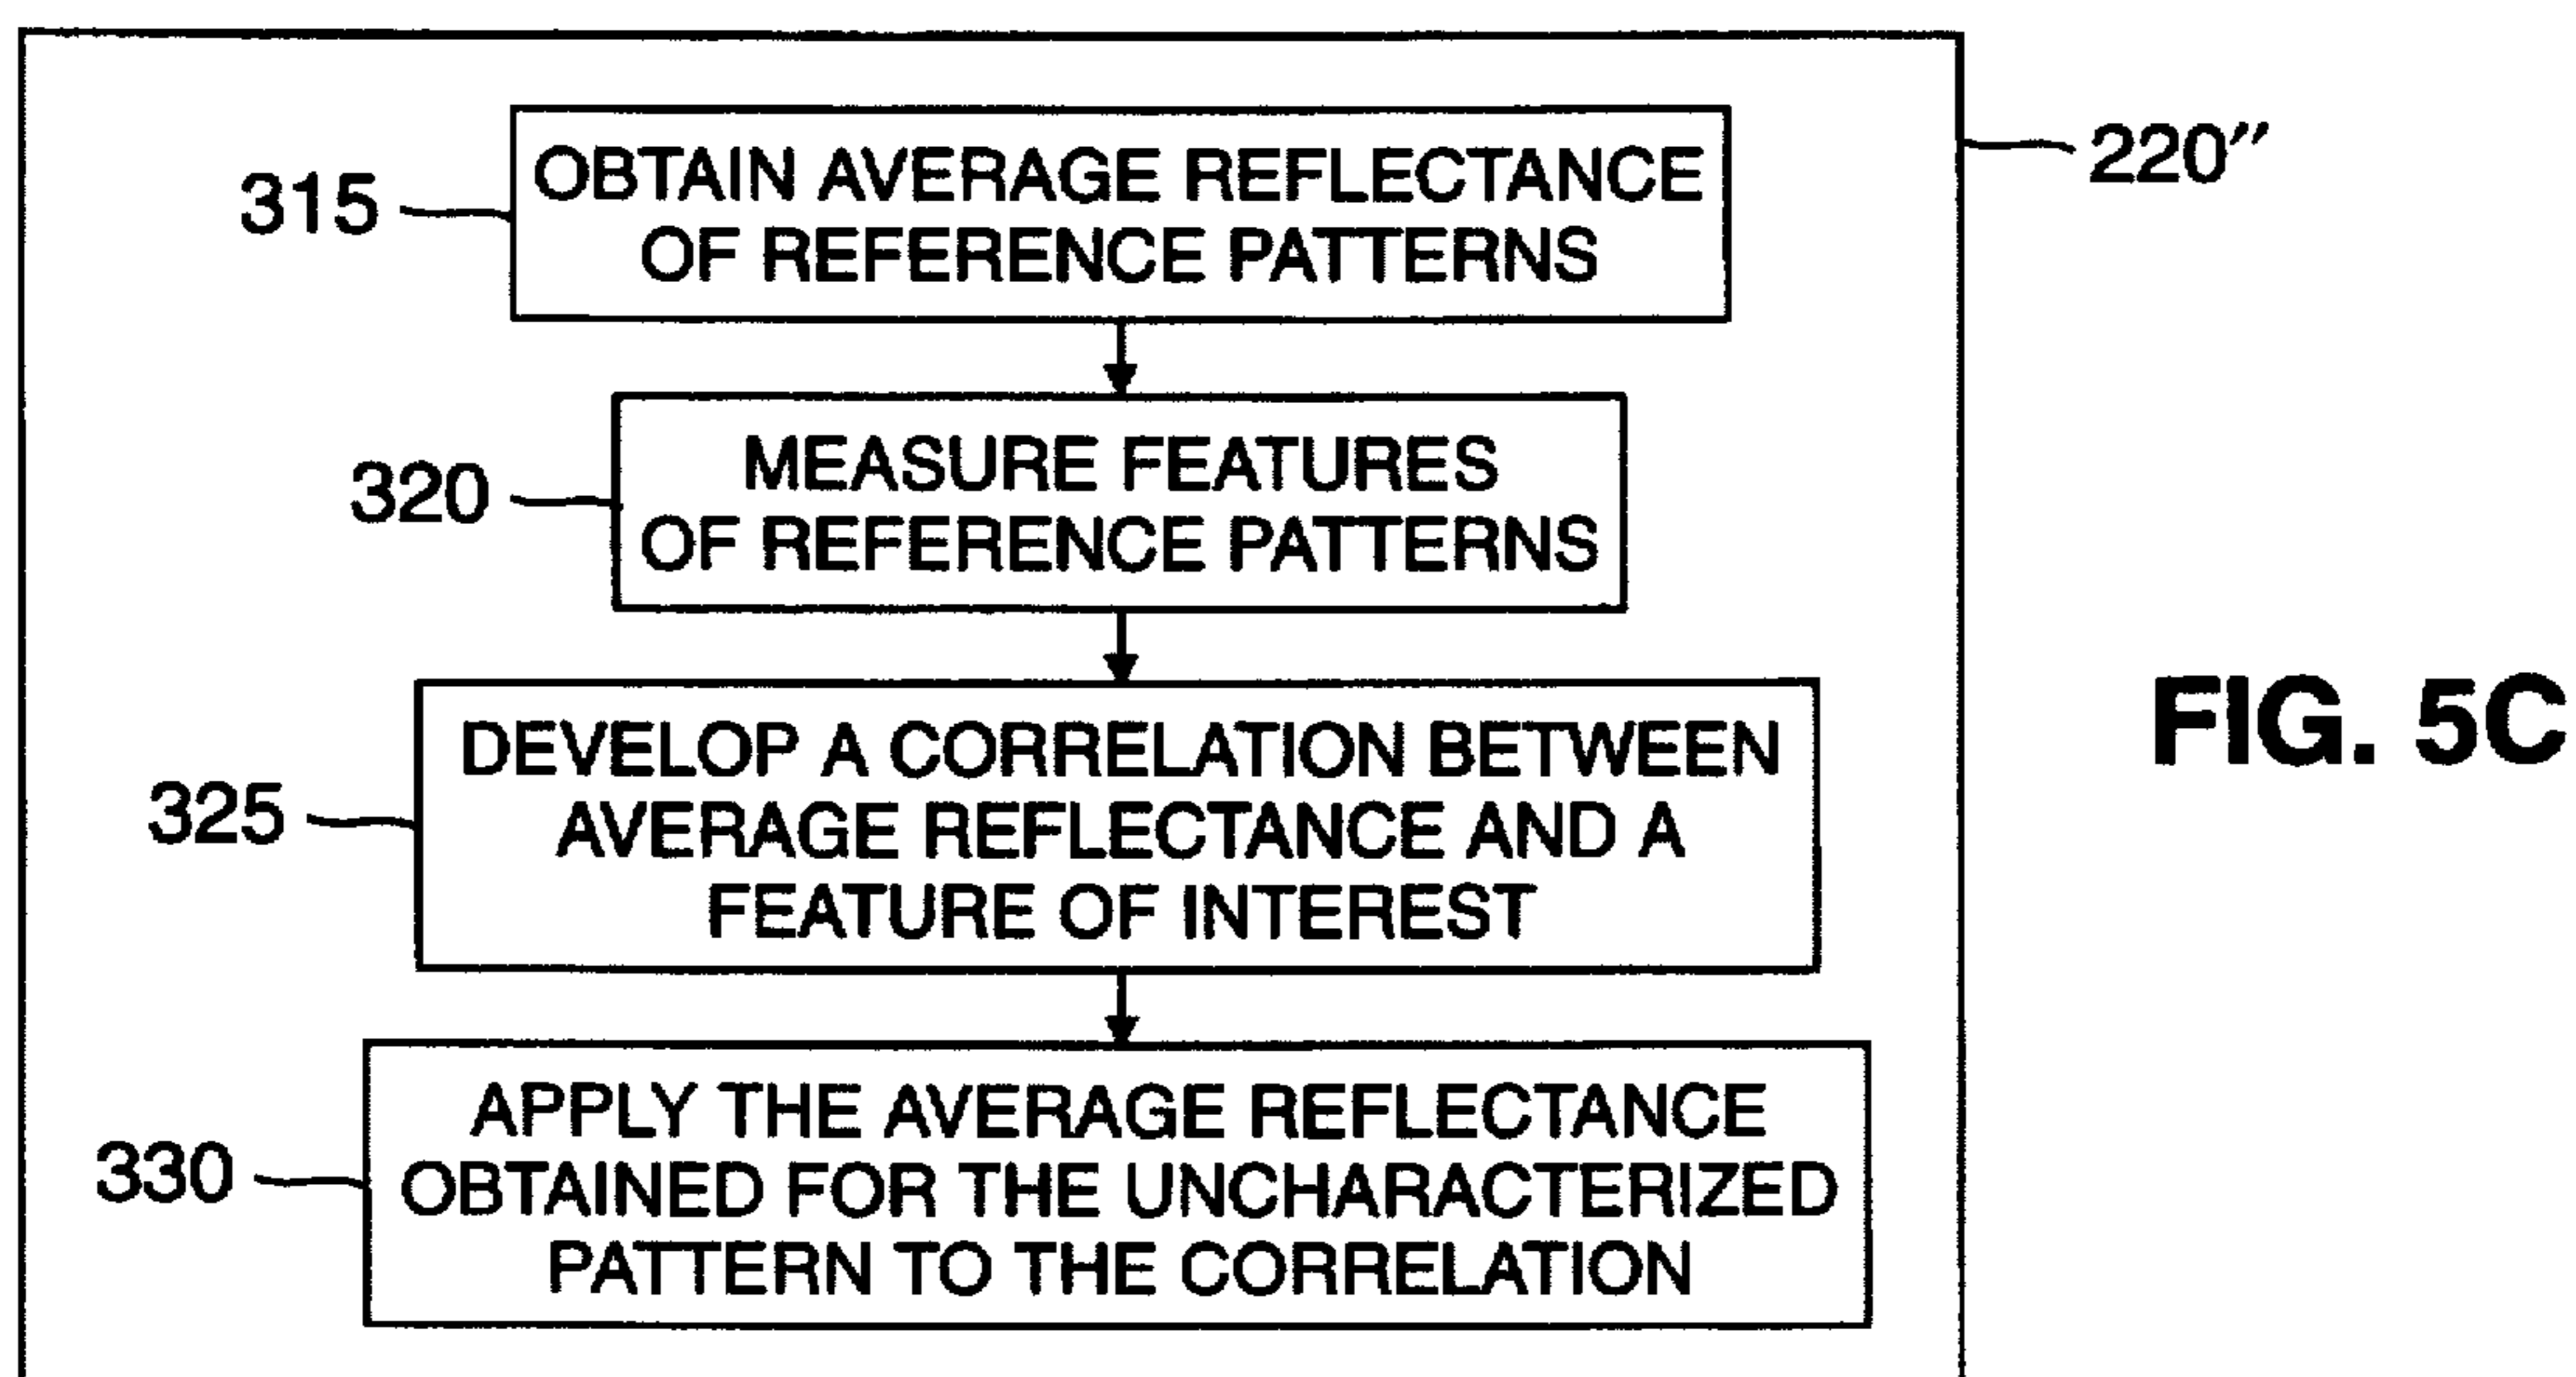 220″
315
OBTAIN AVERAGE REFLECTANCE
OF REFERENCE PATTERNS
320
MEASURE FEATURES
OF REFERENCE PATTERNS
325
DEVELOP A CORRELATION BETWEEN
AVERAGE REFLECTANCE AND A
FEATURE OF INTEREST
330
APPLY THE AVERAGE REFLECTANCE
OBTAINED FOR THE UNCHARACTERIZED
PATTERN TO THE CORRELATION
FIG. 5C